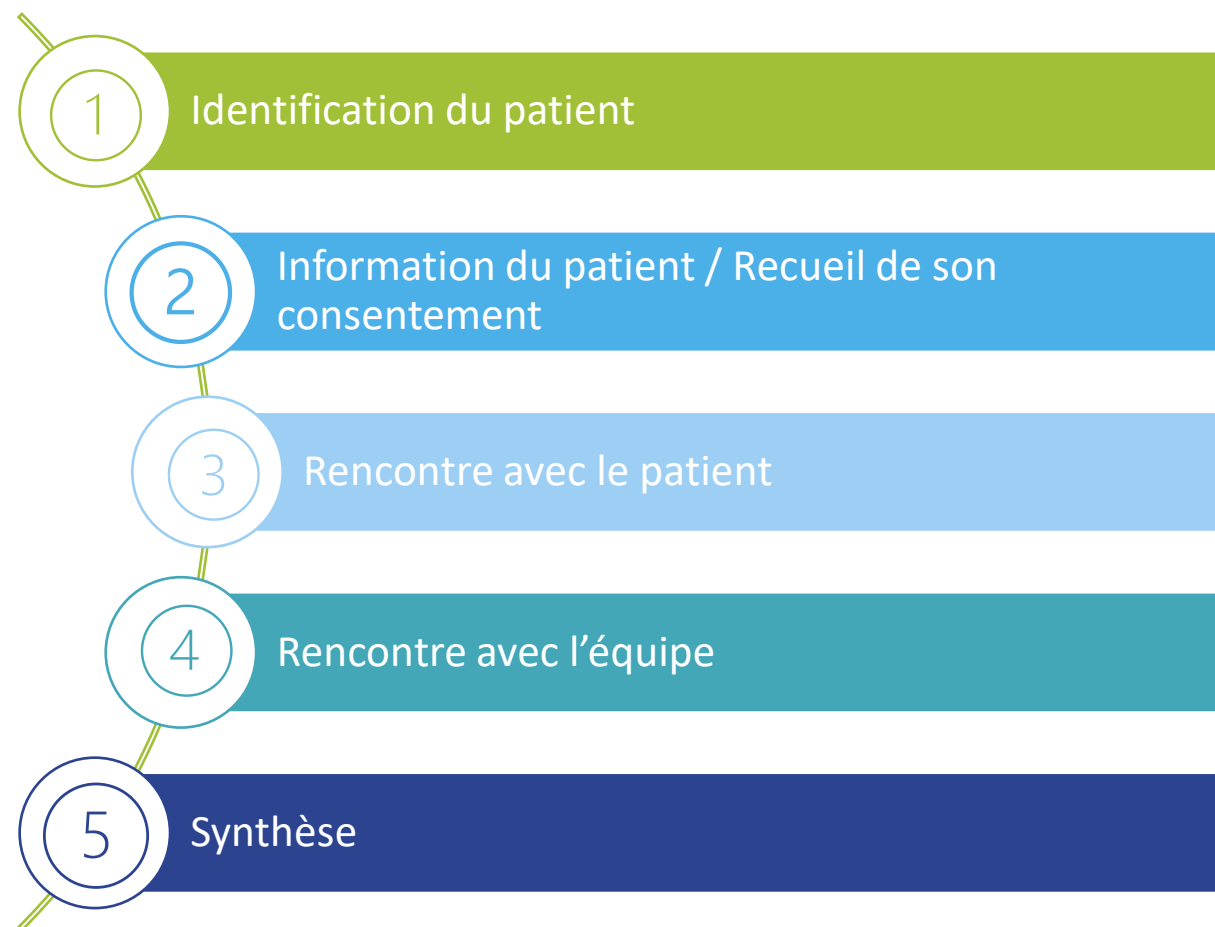 1
Identification du patient
2
Information du patient / Recueil de son
consentement
3
Rencontre avec le patient
4
Rencontre avec l’équipe
5
Synthèse